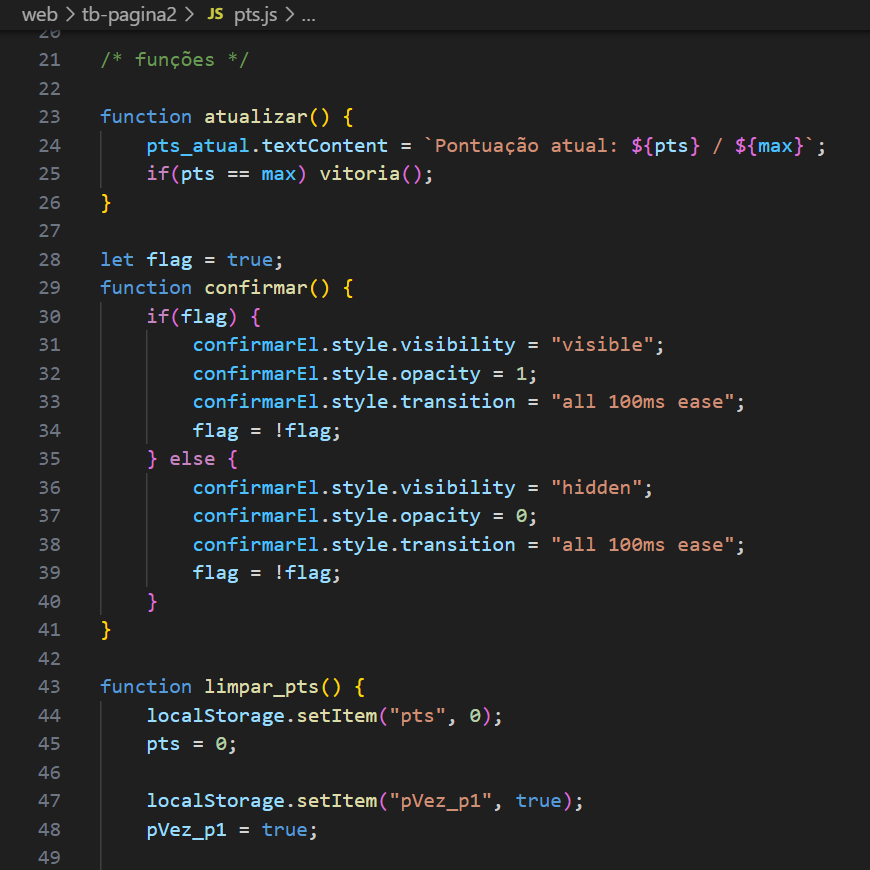 web > tb-pagina2 > JS pts.js > ...
20
21 /* funções */
22
23 function atualizar() {
24     pts_atual.textContent = `Pontuação atual: ${pts} / ${max}`;
25     if(pts == max) vitoria();
26 }
27
28 let flag = true;
29 function confirmar() {
30     if(flag) {
31         confirmarEl.style.visibility = "visible";
32         confirmarEl.style.opacity = 1;
33         confirmarEl.style.transition = "all 100ms ease";
34         flag = !flag;
35     } else {
36         confirmarEl.style.visibility = "hidden";
37         confirmarEl.style.opacity = 0;
38         confirmarEl.style.transition = "all 100ms ease";
39         flag = !flag;
40     }
41 }
42
43 function limpar_pts() {
44     localStorage.setItem("pts", 0);
45     pts = 0;
46
47     localStorage.setItem("pVez_p1", true);
48     pVez_p1 = true;
49